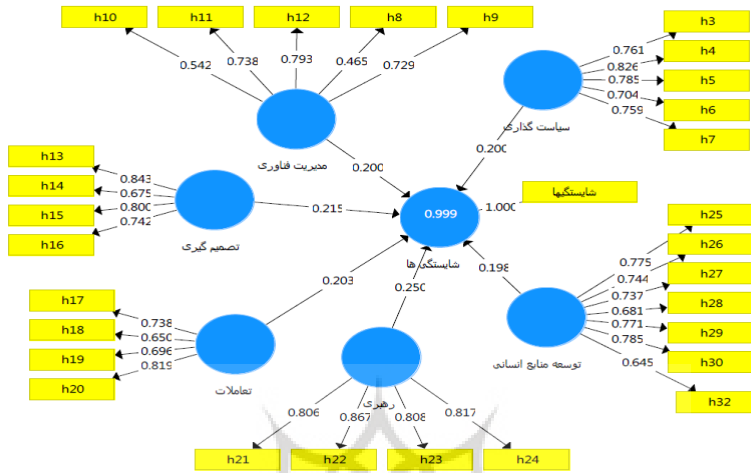 h10
h11
h12
h8
h9
0.542
0.738
0.793
0.465
0.729
مدیریت فناوری
0.200
h3
h4
h5
h6
h7
0.761
0.826
0.785
0.704
0.759
سیاست گذاری
0.200
h13
h14
h15
h16
0.843
0.675
0.800
0.742
تصمیم گیری
0.215
0.999
شایستگی ها
1.000
شایستگیها
h17
h18
h19
h20
0.738
0.650
0.696
0.819
تعاملات
0.203
0.250
رهبری
0.806
0.867
0.808
0.817
h21
h22
h23
h24
0.198
توسعه منابع انسانی
0.775
0.744
0.737
0.681
0.771
0.785
0.645
h25
h26
h27
h28
h29
h30
h32